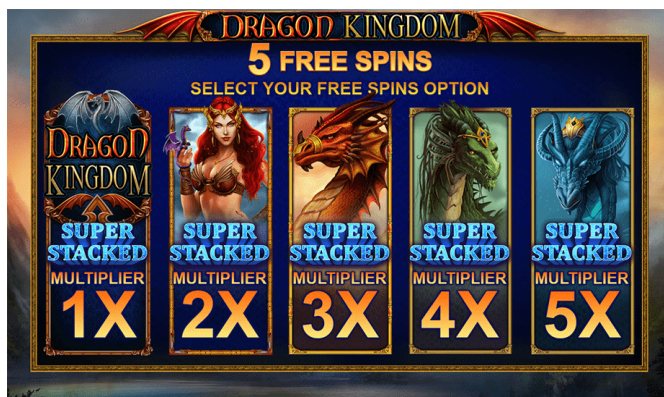 DRAGON KINGDOM
5 FREE SPINS
SELECT YOUR FREE SPINS OPTION
DRAGON
KINGDOM
SUPER
STACKED
MULTIPLIER
1X
SUPER
STACKED
MULTIPLIER
2X
SUPER
STACKED
MULTIPLIER
3X
SUPER
STACKED
MULTIPLIER
4X
SUPER
STACKED
MULTIPLIER
5X